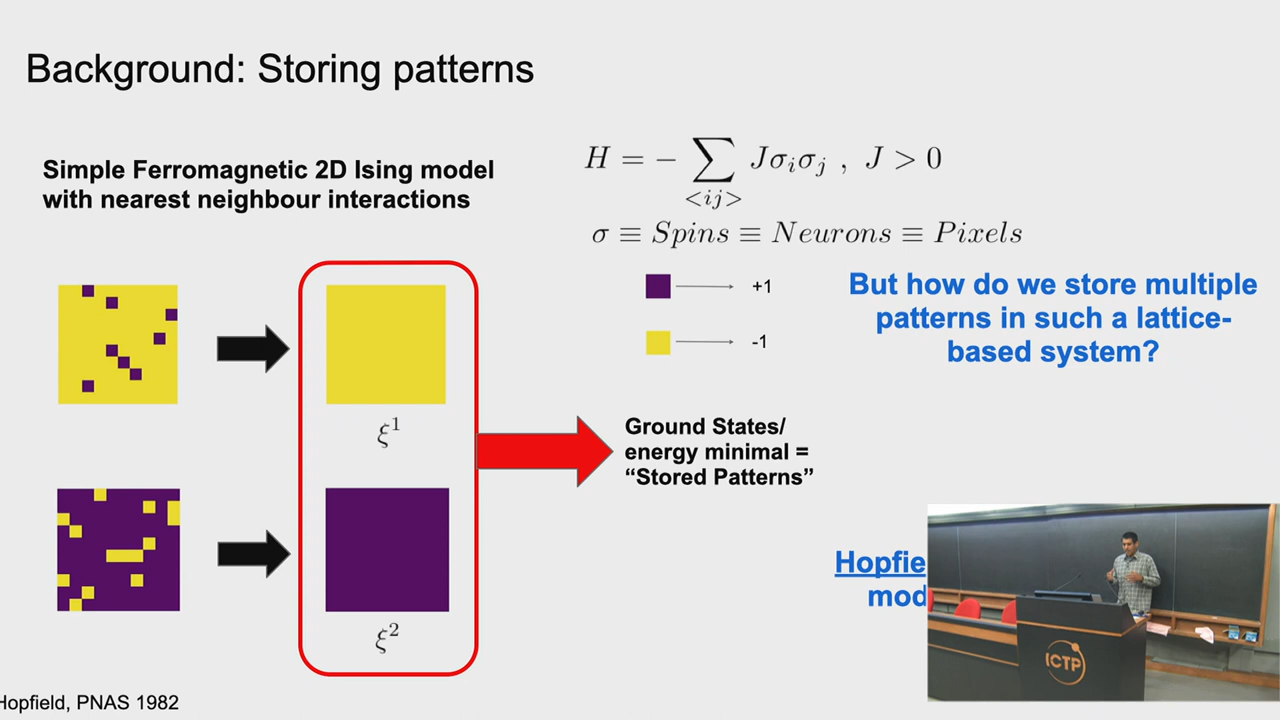 Background: Storing patterns
Simple Ferromagnetic 2D Ising model
with nearest neighbour interactions
H = − ∑<ij> Jσiσj , J > 0
σ ≡ Spins ≡ Neurons ≡ Pixels
+1
-1
But how do we store multiple
patterns in such a lattice-
based system?
ξ¹
Ground States/
energy minimal =
“Stored Patterns”
ξ²
Hopfie
mod
ICTP
Hopfield, PNAS 1982